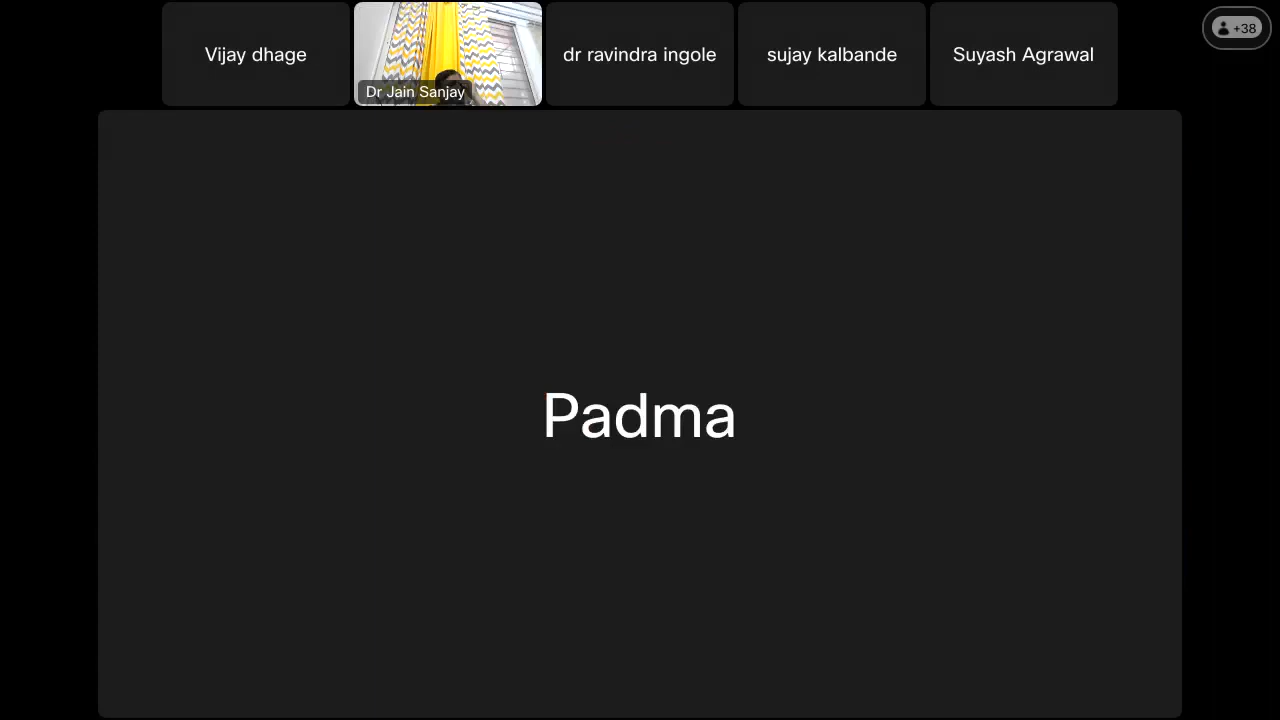 Vijay dhage
Dr Jain Sanjay
dr ravindra ingole
sujay kalbande
Suyash Agrawal
+38
Padma